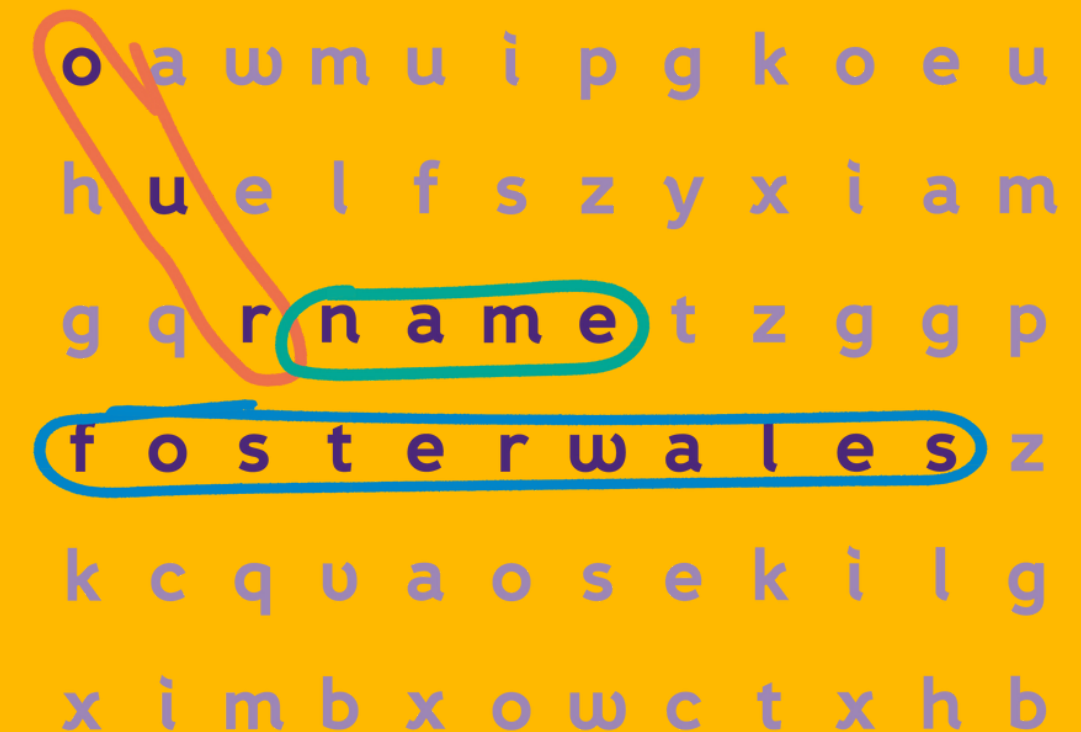 o a w m u i p g k o e u
h u e l f s z y x i a m
g q r n a m e t z g g p
f o s t e r w a l e s z
k c q v a o s e k i l g
x i m b x o w c t x h b